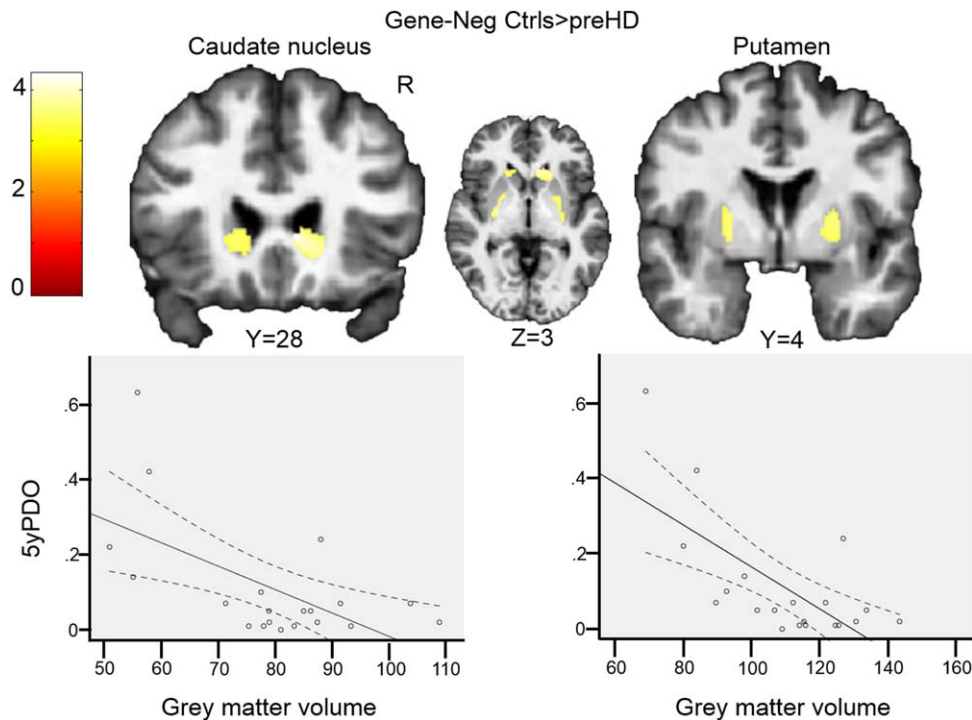 Gene-Neg Ctrls>preHD
Caudate nucleus
Putamen
R
4
2
0
Y=28
Z=3
Y=4
.6
.4
.2
0
5yPDO
50 60 70 80 90 100 110
Grey matter volume
.6
.4
.2
0
60 80 100 120 140 160
Grey matter volume